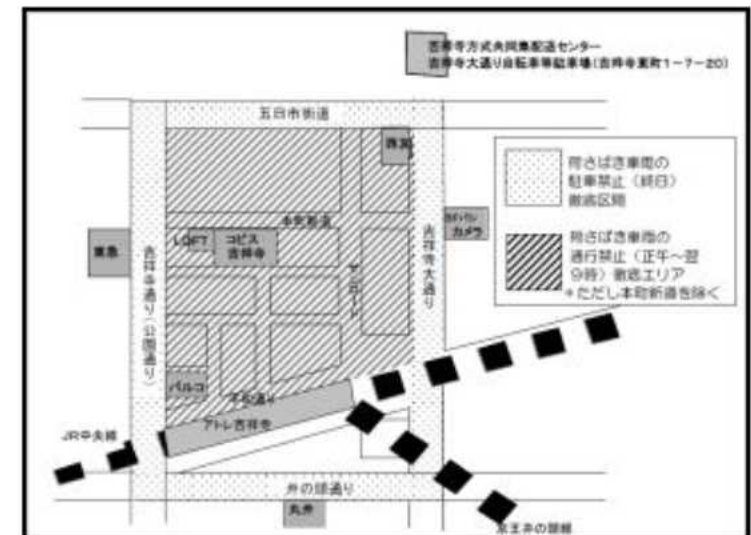 吉祥寺方式共同集配送センター
吉祥寺大通り自転車等駐車場（吉祥寺東町1－7－20）
五日市街道
西友
荷さばき車両の
駐車禁止（終日）
徹底区間
本町新道
LOFT
コピス
吉祥寺
東急
ヨドバシ
カメラ
吉祥寺大通り
サンロード
吉祥寺通り（公園通り）
荷さばき車両の
通行禁止（正午～翌
9時）徹底エリア
＊ただし本町新道を除く
パルコ
平和通り
アトレ吉祥寺
JR中央線
井の頭通り
丸井
京王井の頭線